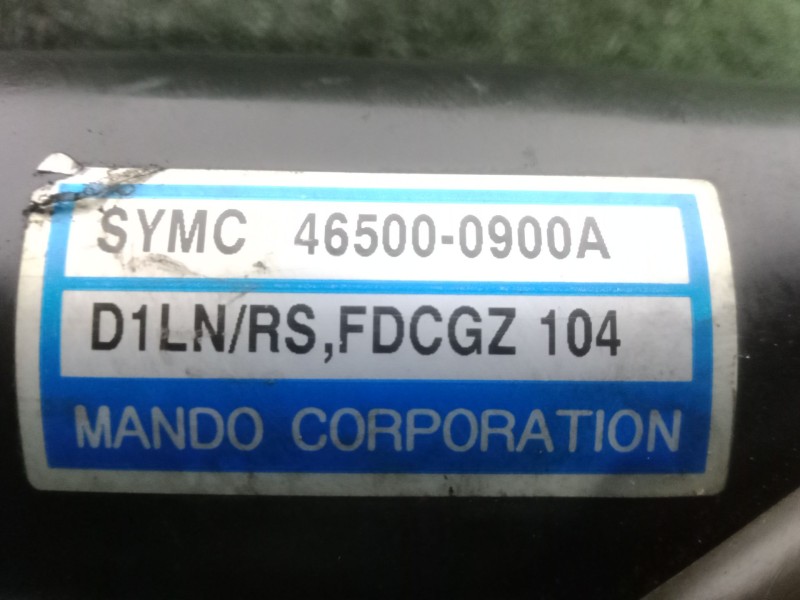 SYMC 46500-0900A
D1LN/RS,FDCGZ 104
MANDO CORPORATION